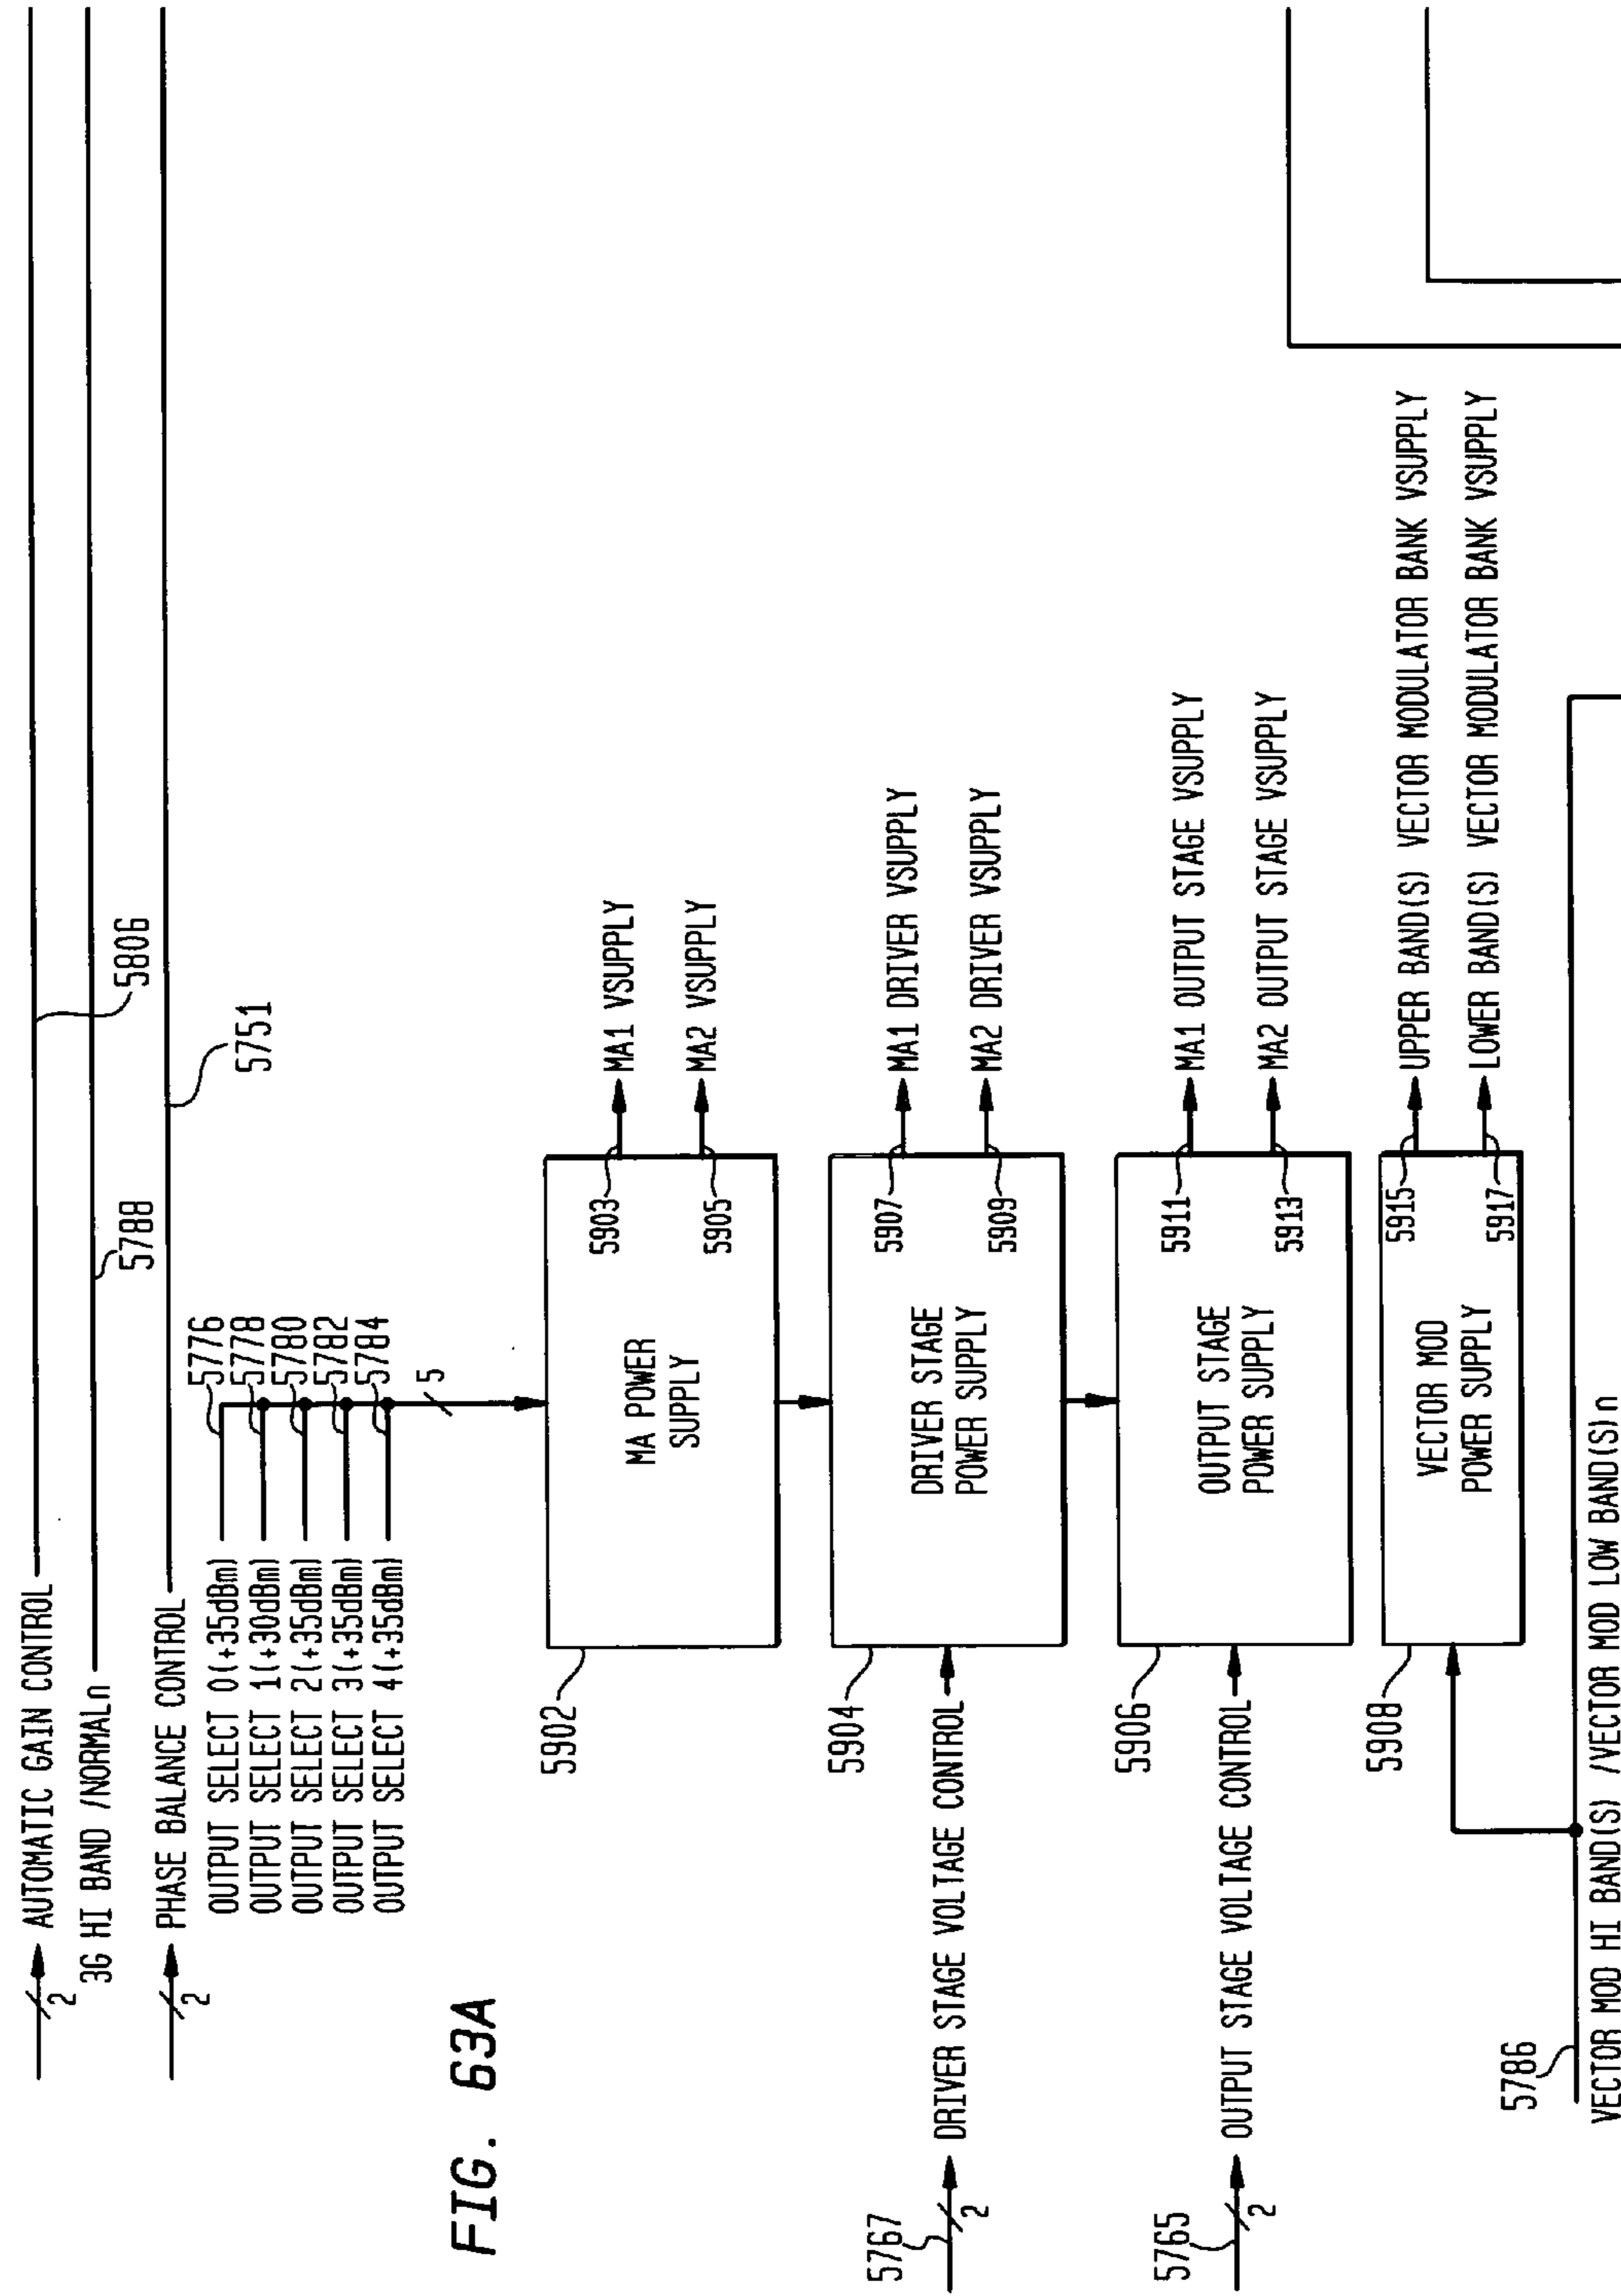 2
AUTOMATIC GAIN CONTROL
5806
3G HI BAND /NORMALn
5788
2
PHASE BALANCE CONTROL
5751
OUTPUT SELECT 0(+35dBm)
5776
OUTPUT SELECT 1(+30dBm)
5778
OUTPUT SELECT 2(+35dBm)
5780
OUTPUT SELECT 3(+35dBm)
5782
OUTPUT SELECT 4(+35dBm)
5784
5
FIG. 63A
5902
MA POWER
SUPPLY
5903
MA1 VSUPPLY
5905
MA2 VSUPPLY
5767
2
DRIVER STAGE VOLTAGE CONTROL
5904
DRIVER STAGE
POWER SUPPLY
5907
MA1 DRIVER VSUPPLY
5909
MA2 DRIVER VSUPPLY
5765
2
OUTPUT STAGE VOLTAGE CONTROL
5906
OUTPUT STAGE
POWER SUPPLY
5911
MA1 OUTPUT STAGE VSUPPLY
5913
MA2 OUTPUT STAGE VSUPPLY
5908
VECTOR MOD
POWER SUPPLY
5915
UPPER BAND(S) VECTOR MODULATOR BANK VSUPPLY
5917
LOWER BAND(S) VECTOR MODULATOR BANK VSUPPLY
5786
VECTOR MOD HI BAND(S) /VECTOR MOD LOW BAND(S)n